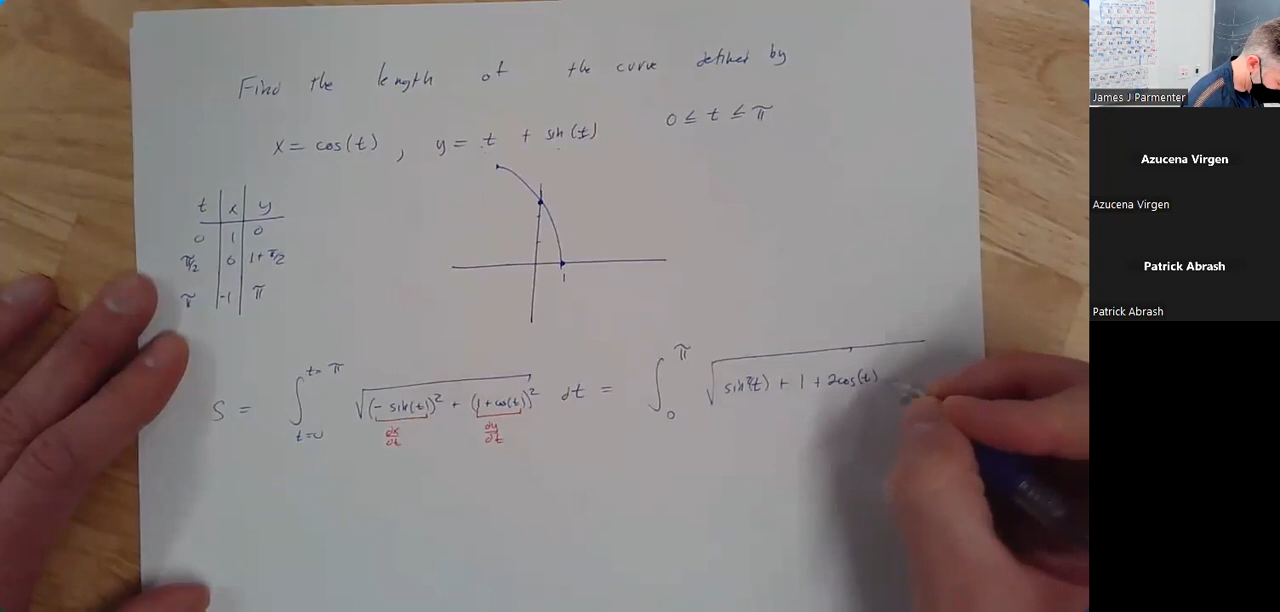 Find the length of the curve defined by
x = cos(t) , y = t + sin(t) 0 ≤ t ≤ π
t x y
0 1 0
π/2 0 1+π/2
π -1 π
1
S = ∫ t=0 t=π √(-sin(t))² + (1+cos(t))² dt = ∫ 0 π √sin²(t) + 1 + 2cos(t)
dx/dt dy/dt
James J Parmenter
Azucena Virgen
Azucena Virgen
Patrick Abrash
Patrick Abrash